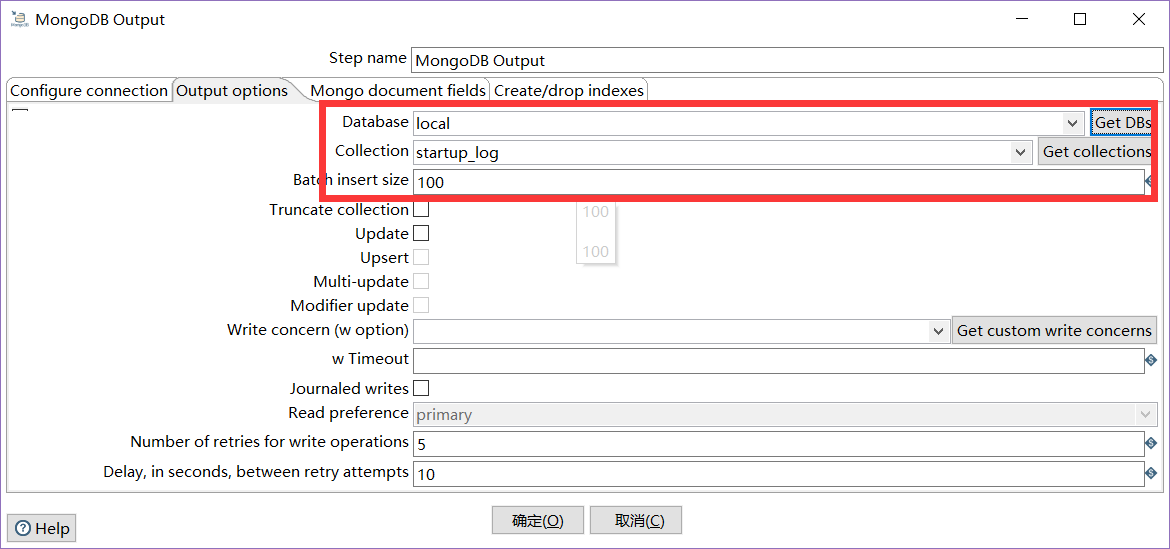 MongoDB Output
Step name MongoDB Output
Configure connection Output options Mongo document fields Create/drop indexes
Database local Get DBs
Collection startup_log Get collections
Batch insert size 100
Truncate collection 100
Update
100
Upsert
Multi-update
Modifier update
Write concern (w option) Get custom write concerns
w Timeout
Journaled writes
Read preference primary
Number of retries for write operations 5
Delay, in seconds, between retry attempts 10
Help 确定(O) 取消(C)